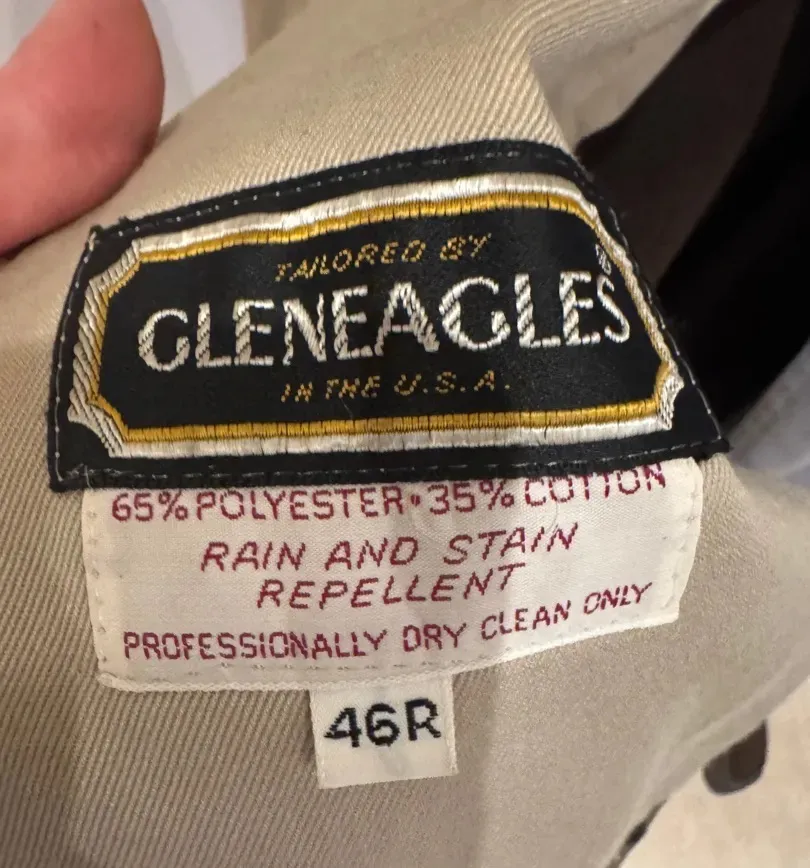 TAILORED BY
GLENEAGLES®
IN THE U.S.A.
65% POLYESTER • 35% COTTON
RAIN AND STAIN
REPELLENT
PROFESSIONALLY DRY CLEAN ONLY
46R